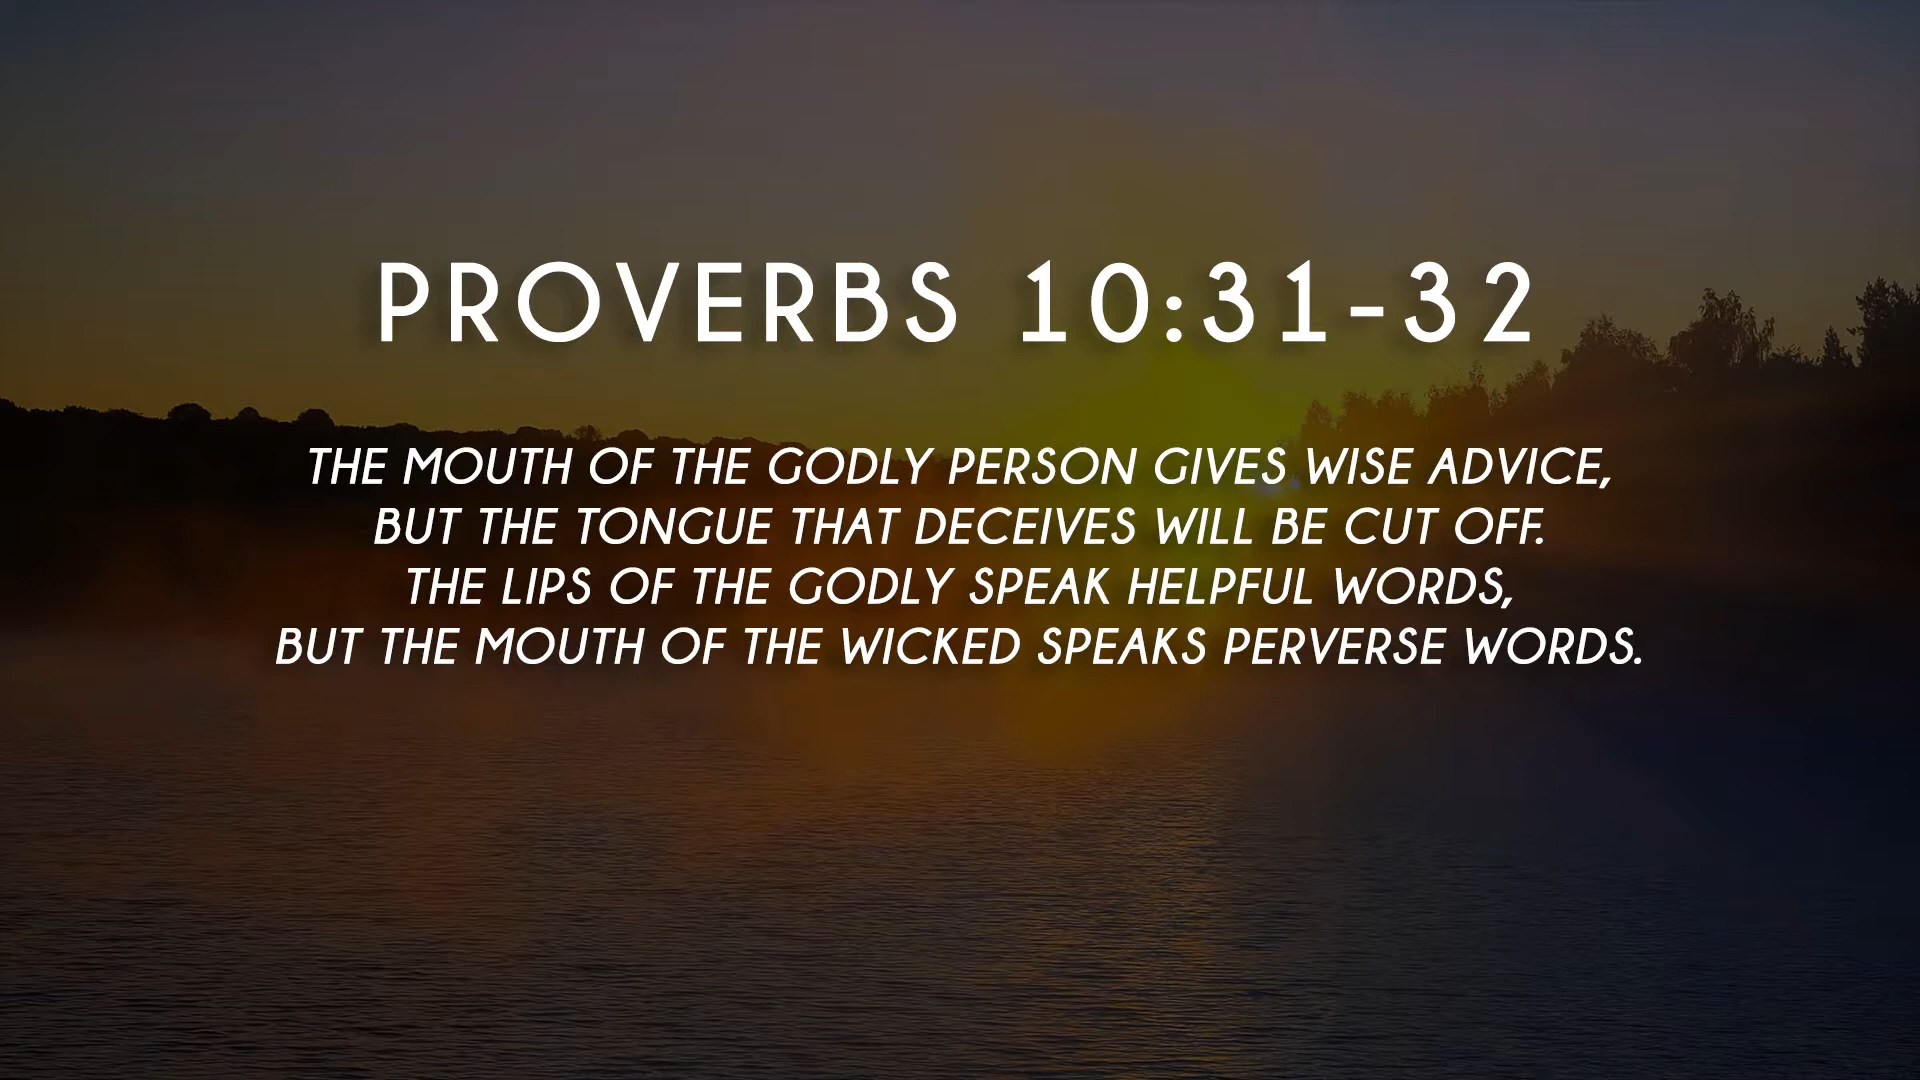 PROVERBS 10:31-32
THE MOUTH OF THE GODLY PERSON GIVES WISE ADVICE,
BUT THE TONGUE THAT DECEIVES WILL BE CUT OFF.
THE LIPS OF THE GODLY SPEAK HELPFUL WORDS,
BUT THE MOUTH OF THE WICKED SPEAKS PERVERSE WORDS.